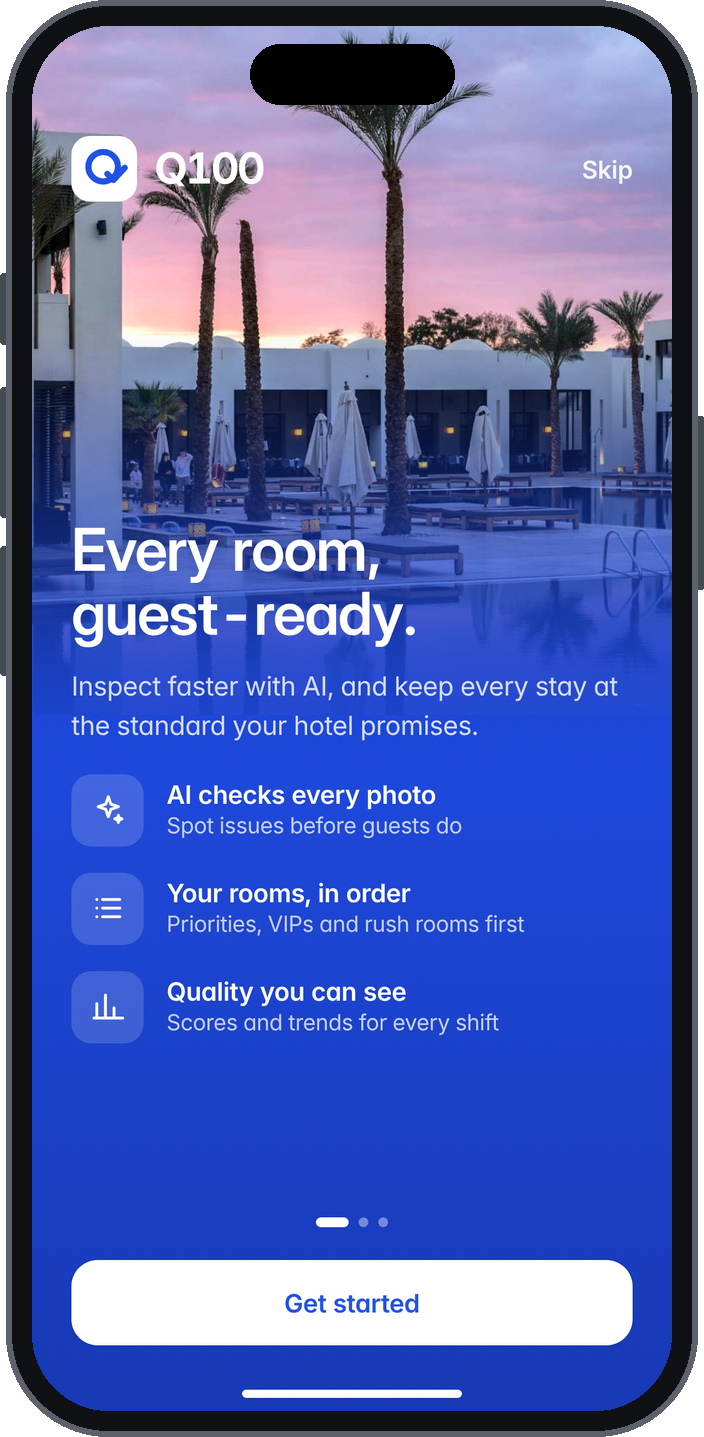 Q100
Skip
Every room,
guest-ready.
Inspect faster with AI, and keep every stay at
the standard your hotel promises.
AI checks every photo
Spot issues before guests do
Your rooms, in order
Priorities, VIPs and rush rooms first
Quality you can see
Scores and trends for every shift
Get started